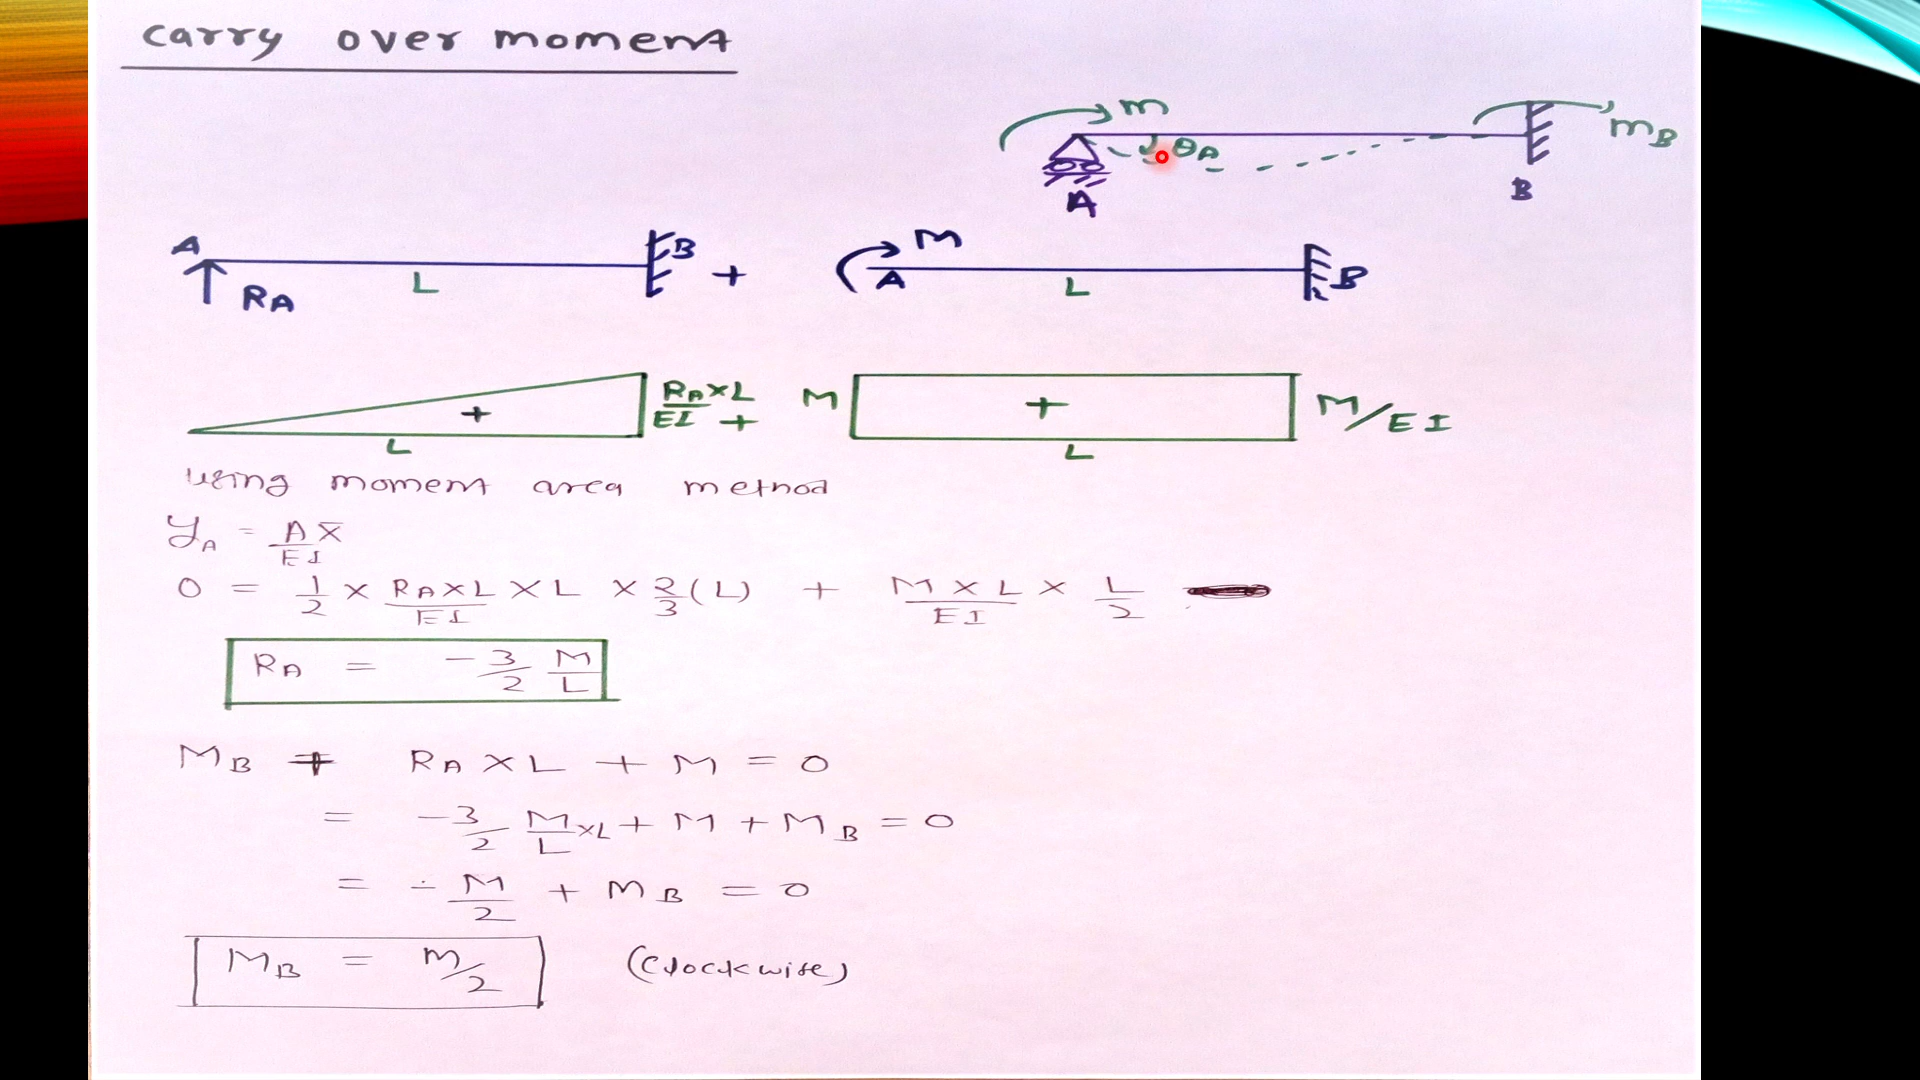 carry over moment
m
θA
mB
A
B
A
RA
L
B
+
M
A
L
B
+
RA×L/EI
+
L
M
+
M/EI
L
using moment area method
yA = Ax̄/EI
0 = 1/2 × RA×L/EI × L × 2/3 (L) + M×L/EI × L/2
RA = -3/2 M/L
MB + RA×L + M = 0
= -3/2 M/L ×L + M + MB = 0
= -M/2 + MB = 0
MB = m/2 (Clockwise)